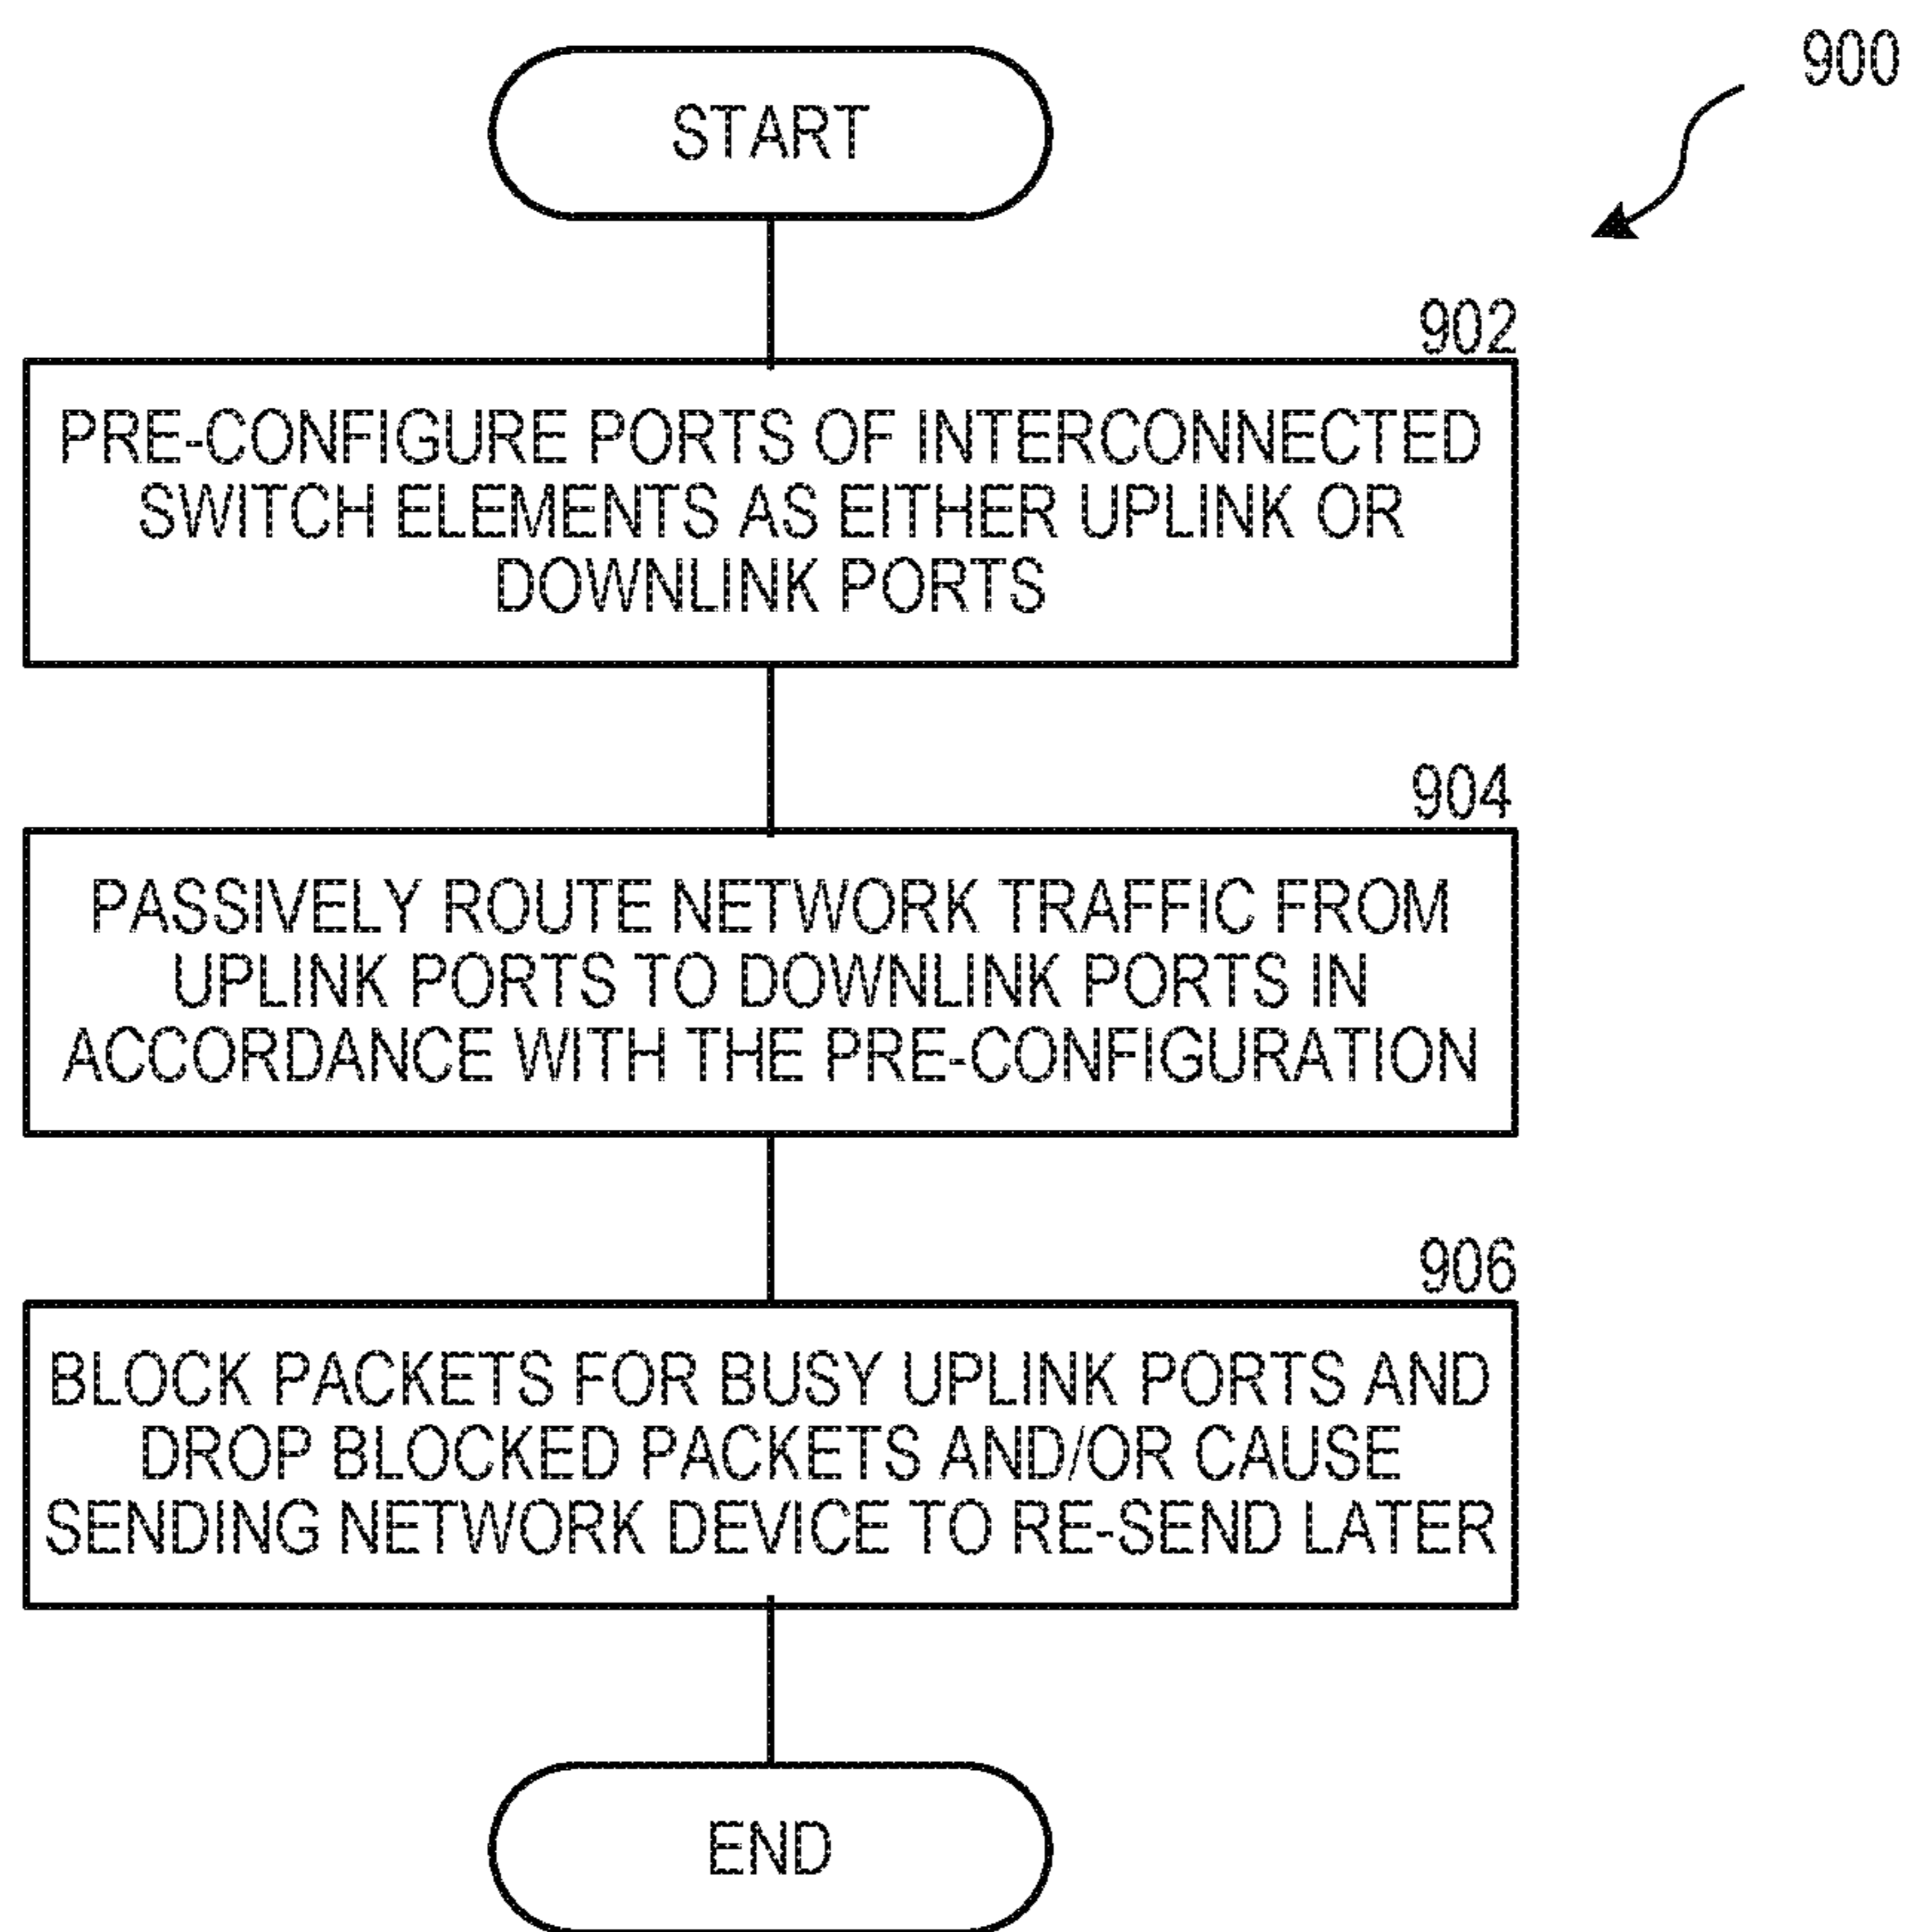 900
START
902
PRE-CONFIGURE PORTS OF INTERCONNECTED
SWITCH ELEMENTS AS EITHER UPLINK OR
DOWNLINK PORTS
904
PASSIVELY ROUTE NETWORK TRAFFIC FROM
UPLINK PORTS TO DOWNLINK PORTS IN
ACCORDANCE WITH THE PRE-CONFIGURATION
906
BLOCK PACKETS FOR BUSY UPLINK PORTS AND
DROP BLOCKED PACKETS AND/OR CAUSE
SENDING NETWORK DEVICE TO RE-SEND LATER
END